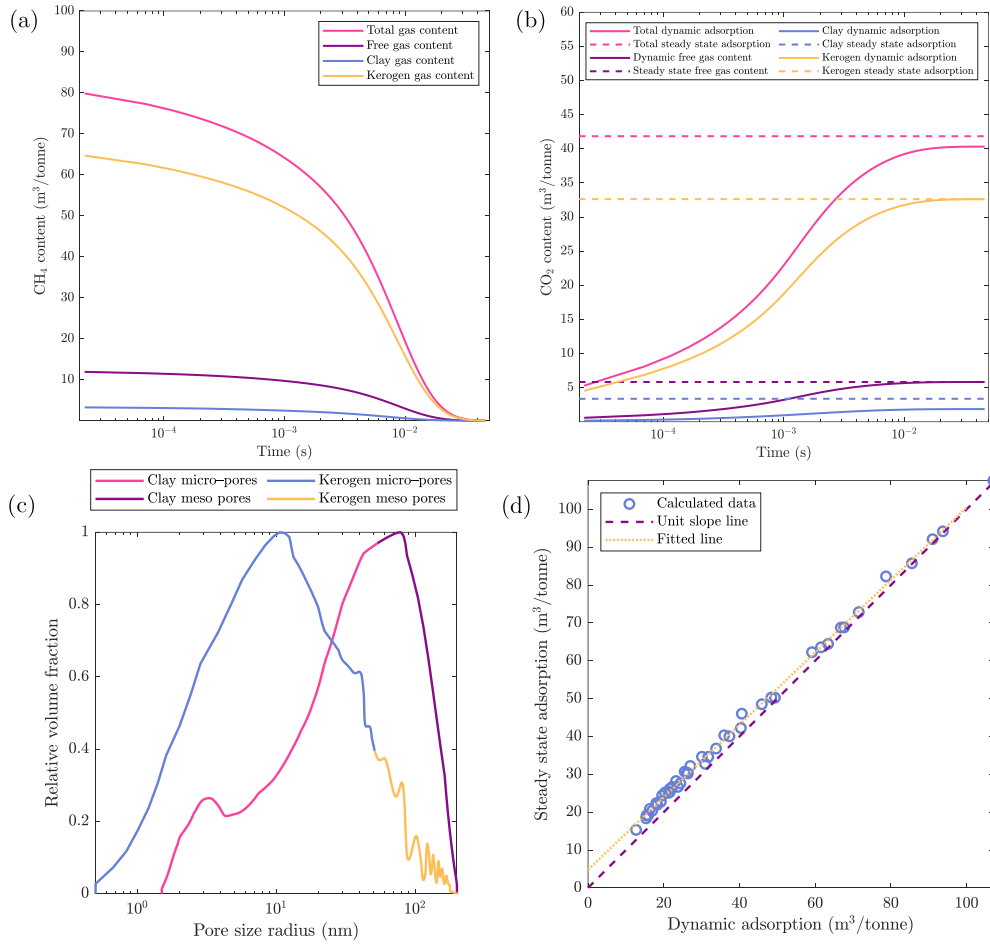 (a)
100
90
80
70
60
50
40
30
20
10
CH₄ content (m³/tonne)
10⁻⁴
10⁻³
10⁻²
Time (s)
Total gas content
Free gas content
Clay gas content
Kerogen gas content
(b)
60
55
50
45
40
35
30
25
20
15
10
5
CO₂ content (m³/tonne)
10⁻⁴
10⁻³
10⁻²
Time (s)
Total dynamic adsorption
Total steady state adsorption
Dynamic free gas content
Steady state free gas content
Clay dynamic adsorption
Clay steady state adsorption
Kerogen dynamic adsorption
Kerogen steady state adsorption
(c)
Clay micro–pores
Clay meso pores
Kerogen micro–pores
Kerogen meso pores
1
0.8
0.6
0.4
0.2
0
Relative volume fraction
10⁰
10¹
10²
Pore size radius (nm)
(d)
Calculated data
Unit slope line
Fitted line
100
90
80
70
60
50
40
30
20
10
0
Steady state adsorption (m³/tonne)
0
20
40
60
80
100
Dynamic adsorption (m³/tonne)